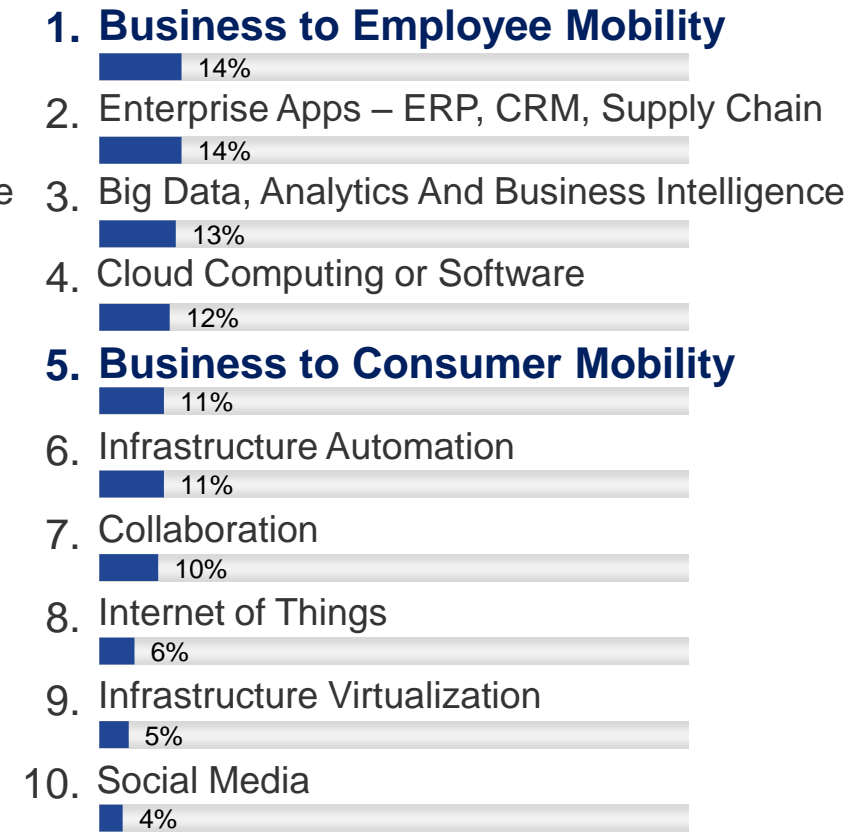 1. Business to Employee Mobility
14%
2. Enterprise Apps – ERP, CRM, Supply Chain
14%
e 3. Big Data, Analytics And Business Intelligence
13%
4. Cloud Computing or Software
12%
5. Business to Consumer Mobility
11%
6. Infrastructure Automation
11%
7. Collaboration
10%
8. Internet of Things
6%
9. Infrastructure Virtualization
5%
10. Social Media
4%